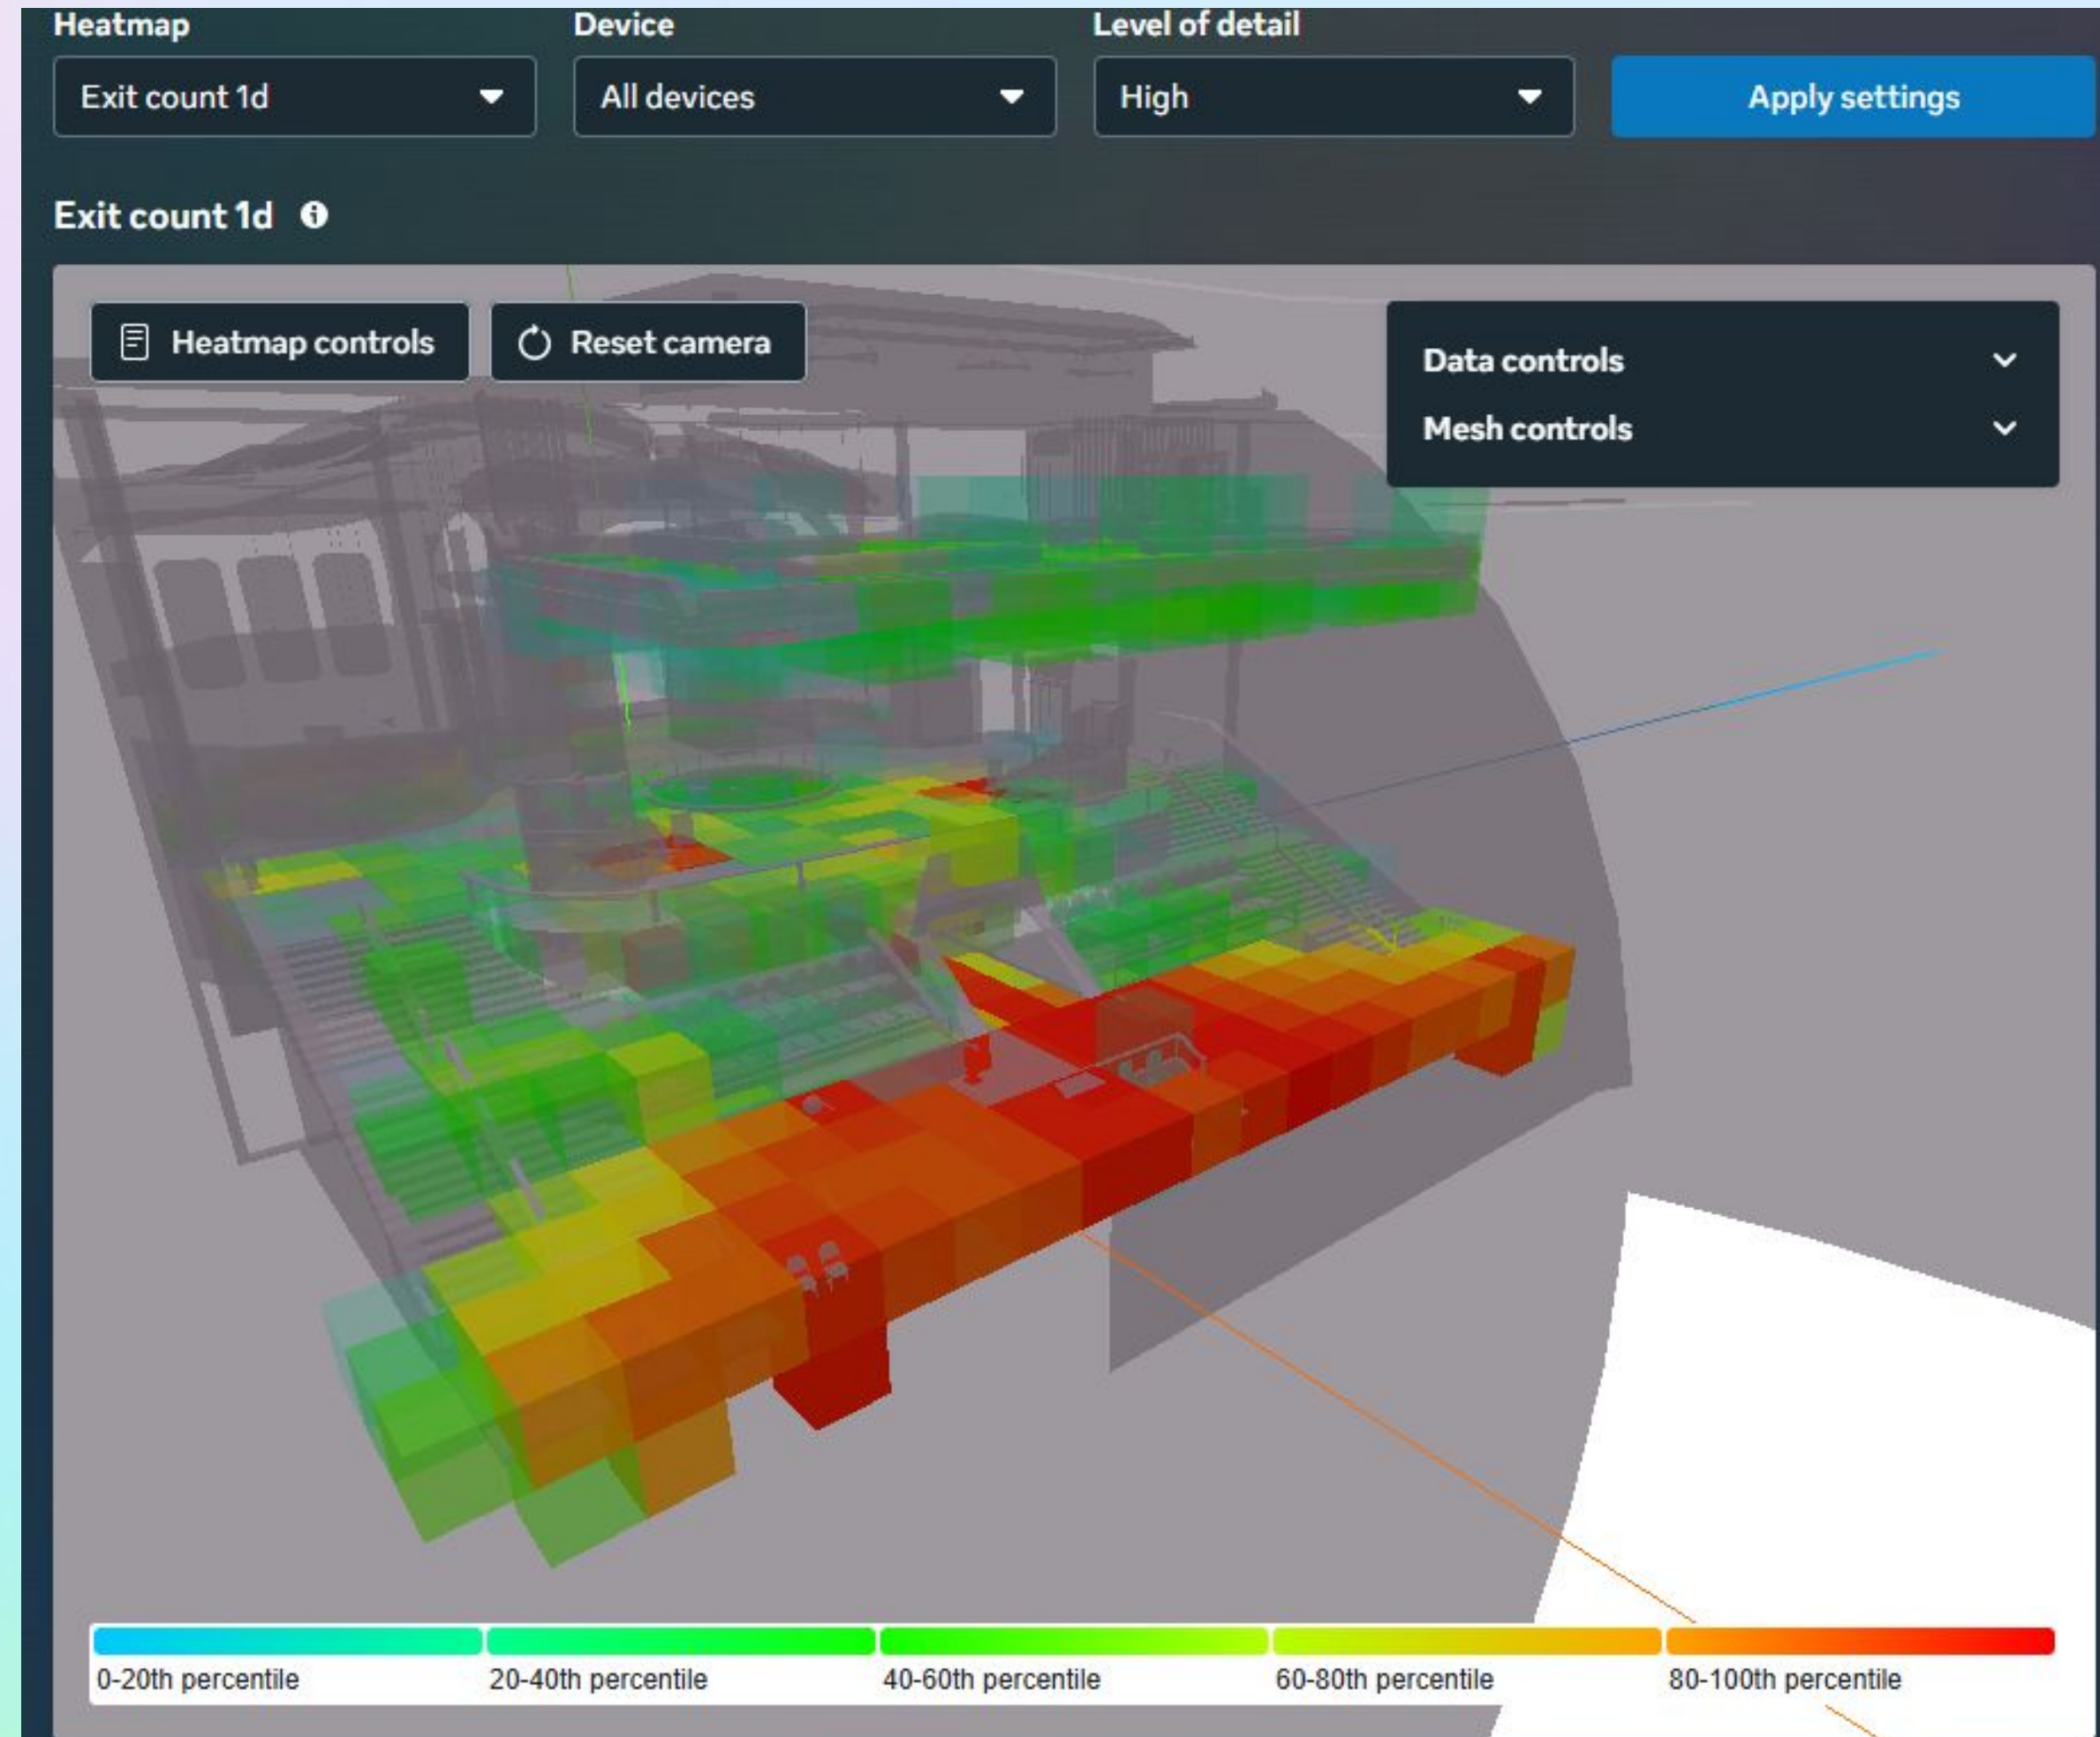 Heatmap Device Level of detail
Exit count 1d All devices High Apply settings
Exit count 1d
Heatmap controls Reset camera
Data controls
Mesh controls
0-20th percentile 20-40th percentile 40-60th percentile 60-80th percentile 80-100th percentile